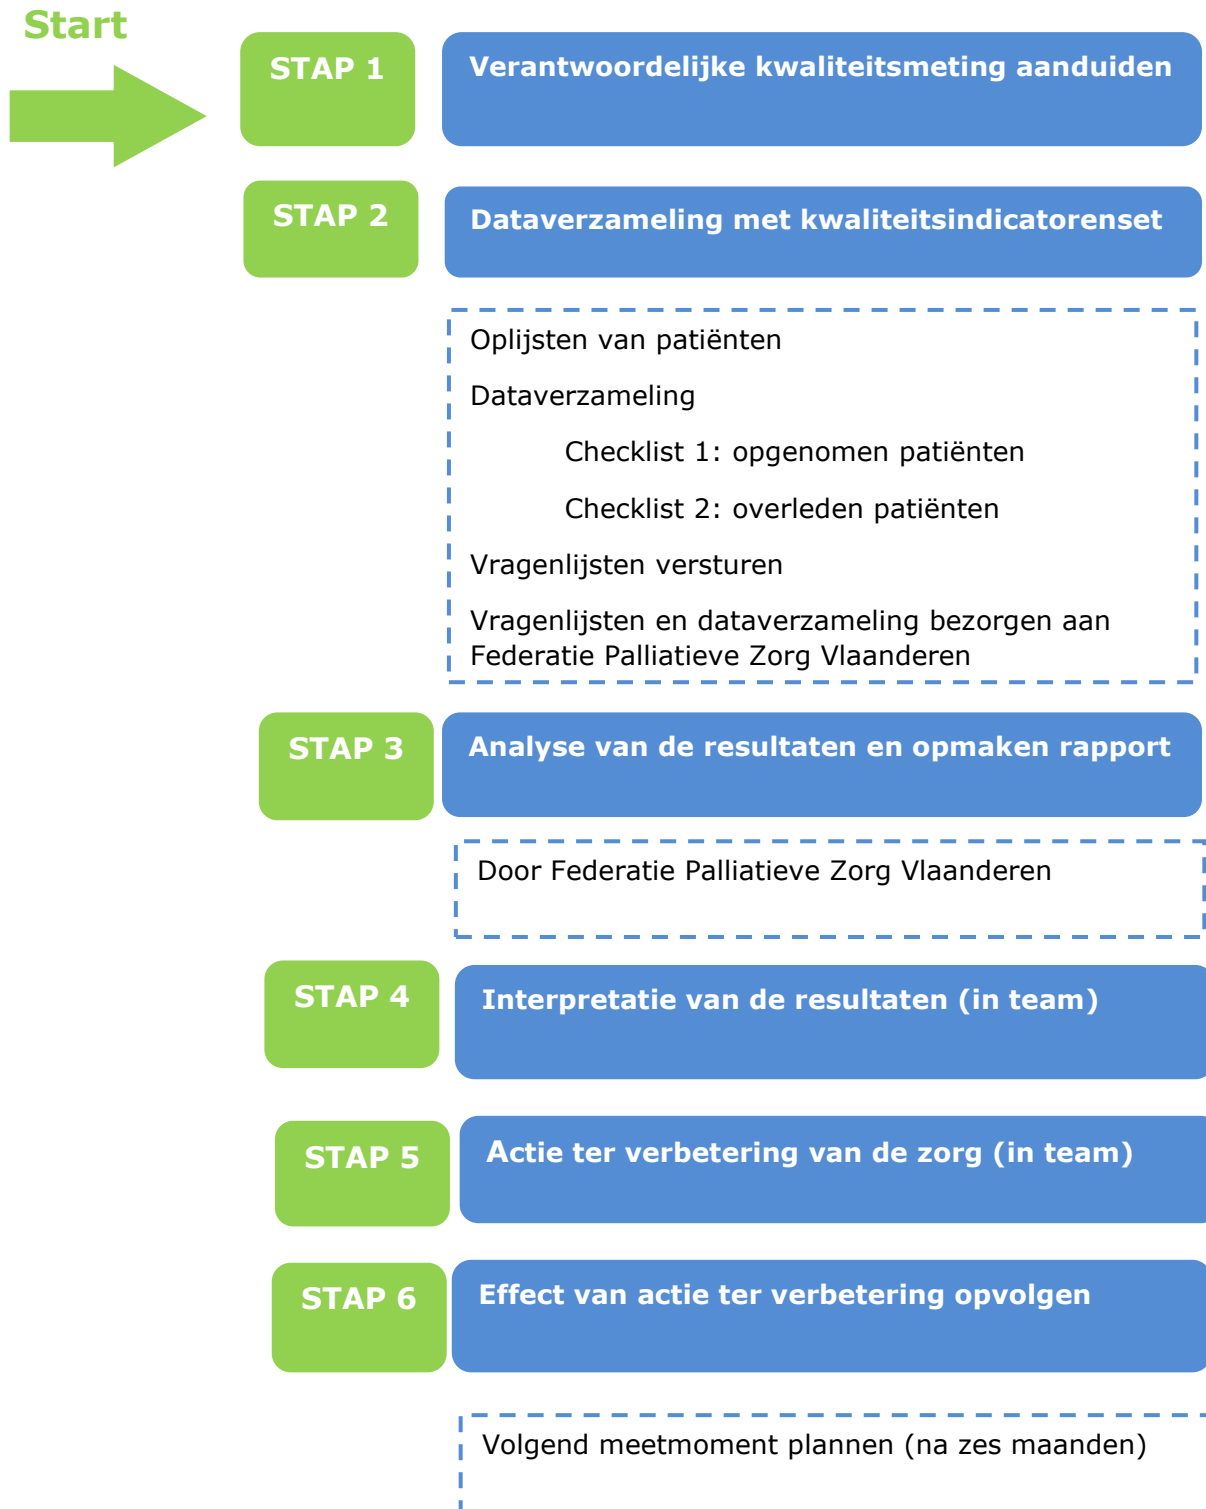 Start
STAP 1
Verantwoordelijke kwaliteitsmeting aanduiden
STAP 2
Dataverzameling met kwaliteitsindicatorenset
Oplijsten van patiënten
Dataverzameling
Checklist 1: opgenomen patiënten
Checklist 2: overleden patiënten
Vragenlijsten versturen
Vragenlijsten en dataverzameling bezorgen aan
Federatie Palliatieve Zorg Vlaanderen
STAP 3
Analyse van de resultaten en opmaken rapport
Door Federatie Palliatieve Zorg Vlaanderen
STAP 4
Interpretatie van de resultaten (in team)
STAP 5
Actie ter verbetering van de zorg (in team)
STAP 6
Effect van actie ter verbetering opvolgen
Volgend meetmoment plannen (na zes maanden)